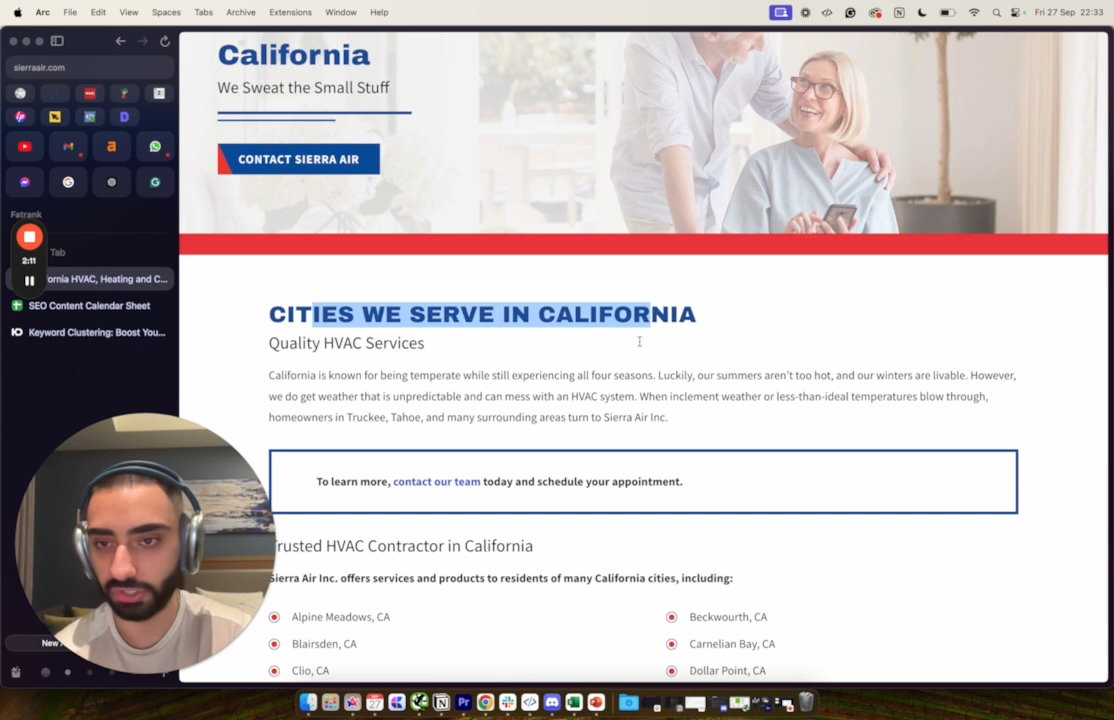 Arc File Edit View Spaces Tabs Archive Extensions Window Help Fri 27 Sep 22:33
sierraair.com
Fatrank
2:11
Tab
ornia HVAC, Heating and C...
SEO Content Calendar Sheet
Keyword Clustering: Boost You...
New
California
We Sweat the Small Stuff
CONTACT SIERRA AIR
CITIES WE SERVE IN CALIFORNIA
Quality HVAC Services
California is known for being temperate while still experiencing all four seasons. Luckily, our summers aren't too hot, and our winters are livable. However,
we do get weather that is unpredictable and can mess with an HVAC system. When inclement weather or less-than-ideal temperatures blow through,
homeowners in Truckee, Tahoe, and many surrounding areas turn to Sierra Air Inc.
To learn more, contact our team today and schedule your appointment.
Trusted HVAC Contractor in California
Sierra Air Inc. offers services and products to residents of many California cities, including:
Alpine Meadows, CA
Beckwourth, CA
Blairsden, CA
Carnelian Bay, CA
Clio, CA
Dollar Point, CA